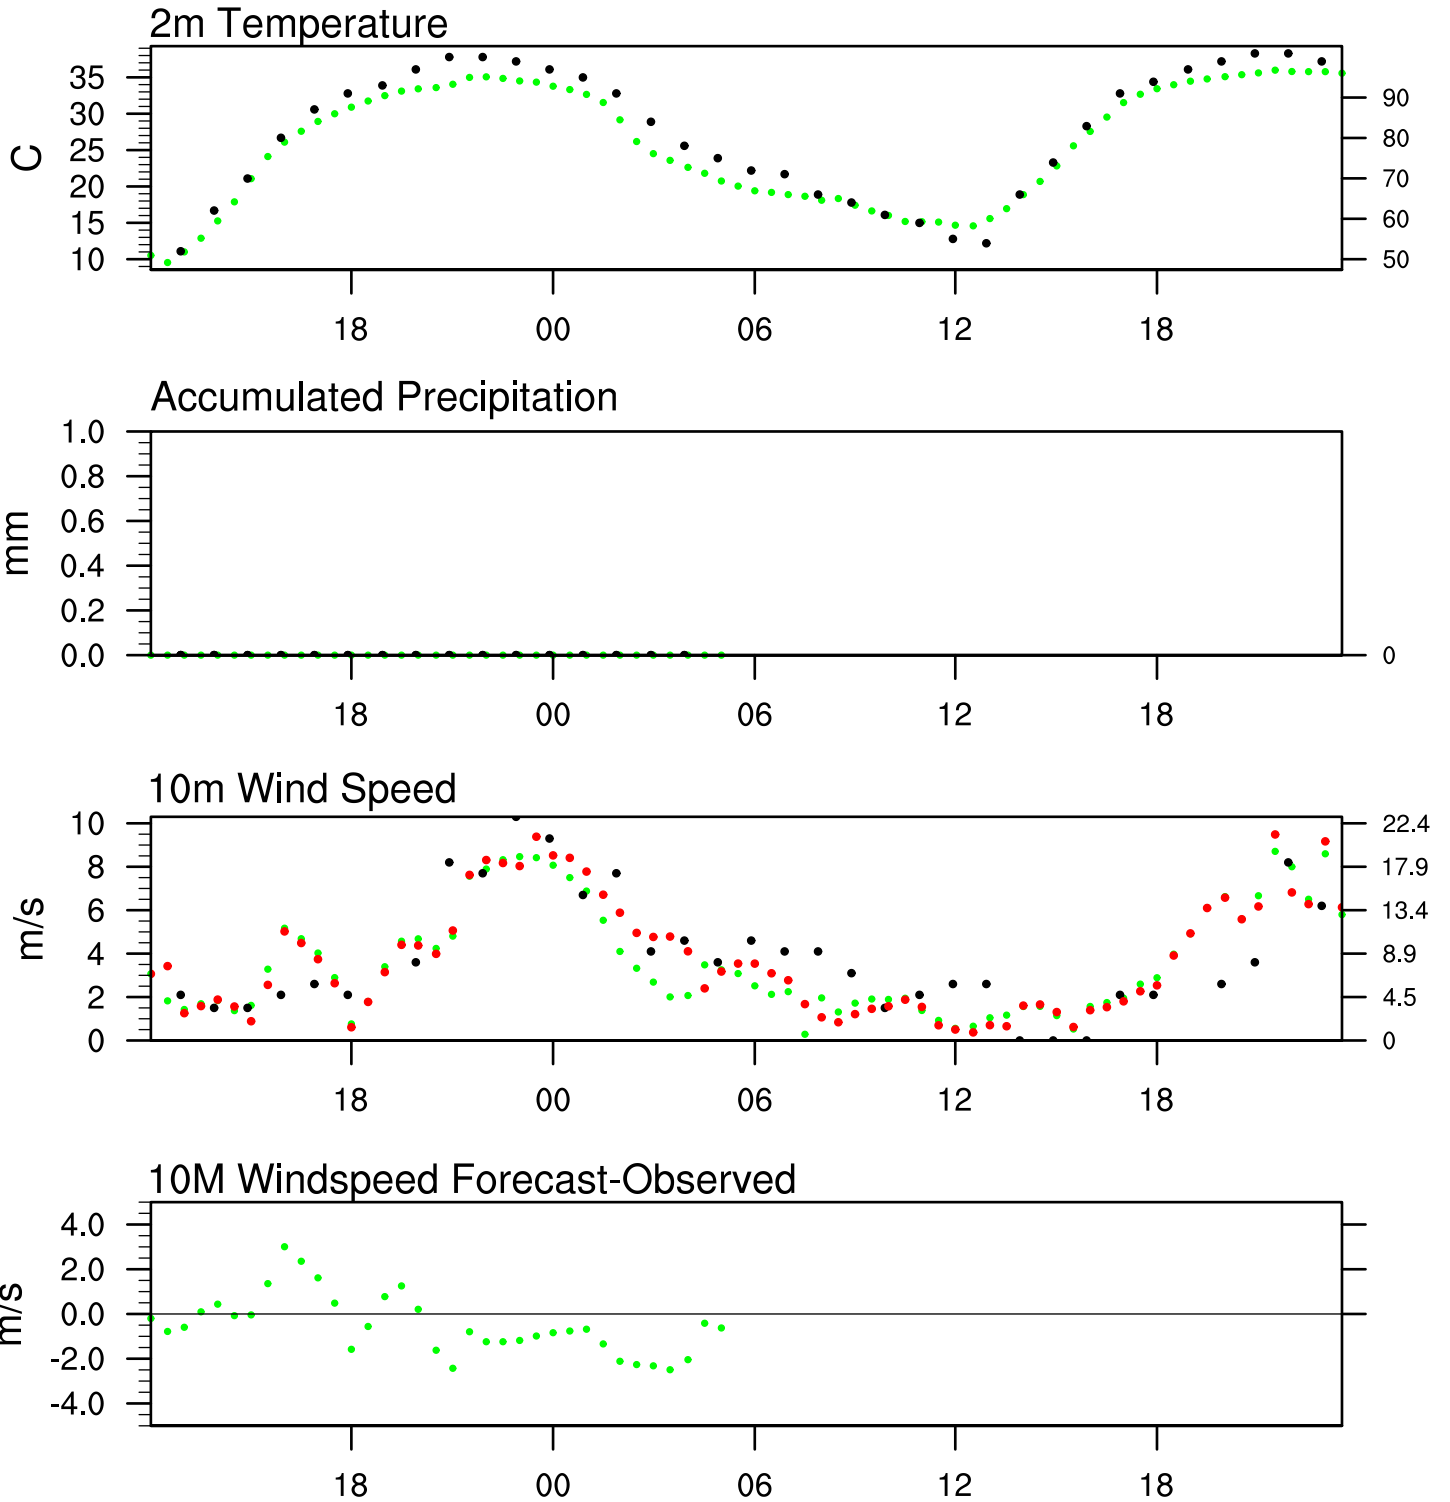 2m Temperature
C
35
30
25
20
15
10
90
80
70
60
50
18 00 06 12 18
Accumulated Precipitation
mm
1.0
0.8
0.6
0.4
0.2
0.0
0
18 00 06 12 18
10m Wind Speed
m/s
10
8
6
4
2
0
22.4
17.9
13.4
8.9
4.5
0
18 00 06 12 18
10M Windspeed Forecast-Observed
m/s
4.0
2.0
0.0
-2.0
-4.0
18 00 06 12 18